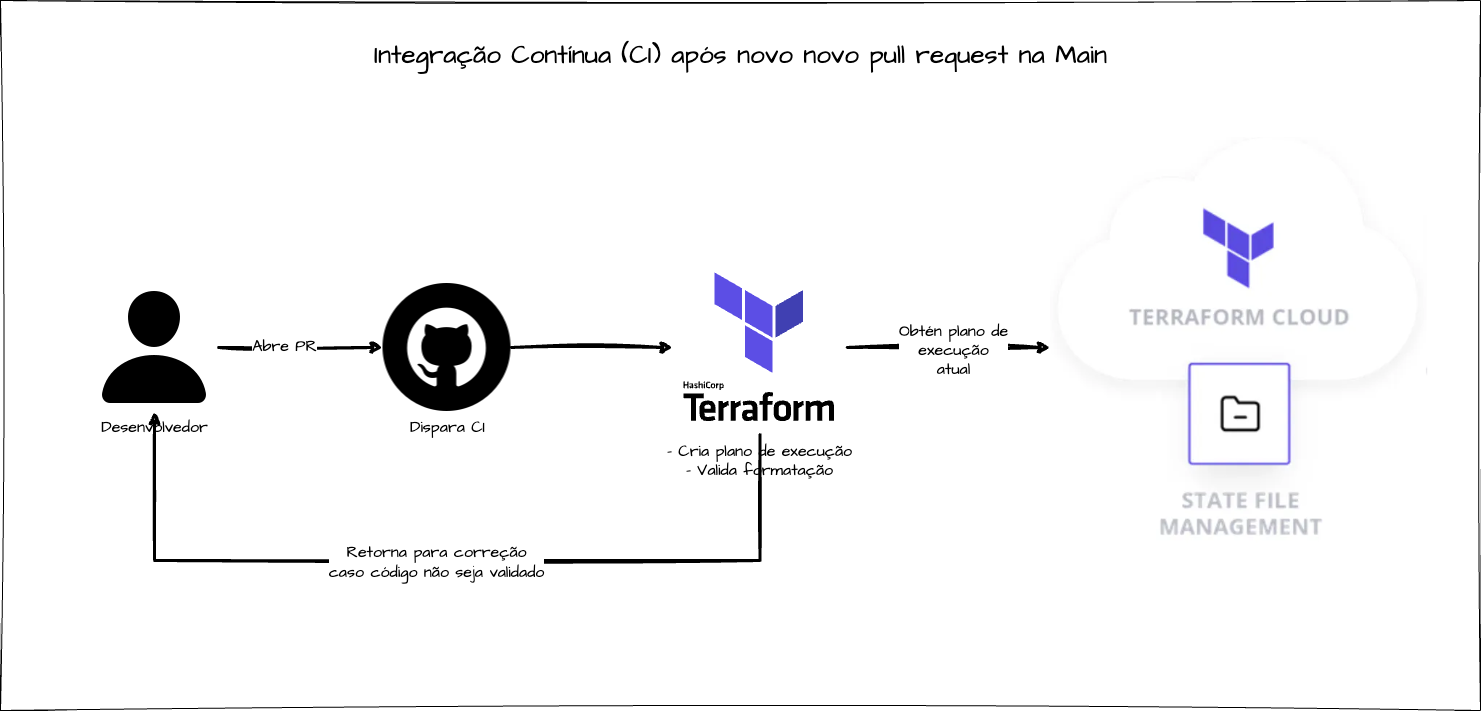 Integração Contínua (CI) após novo novo pull request na Main
TERRAFORM CLOUD
Abre PR
Obtén plano de
execução
atual
HashiCorp
Terraform
Desenvolvedor
Dispara CI
- Cria plano de execução
- Valida formatação
STATE FILE
MANAGEMENT
Retorna para correção
caso código não seja validado